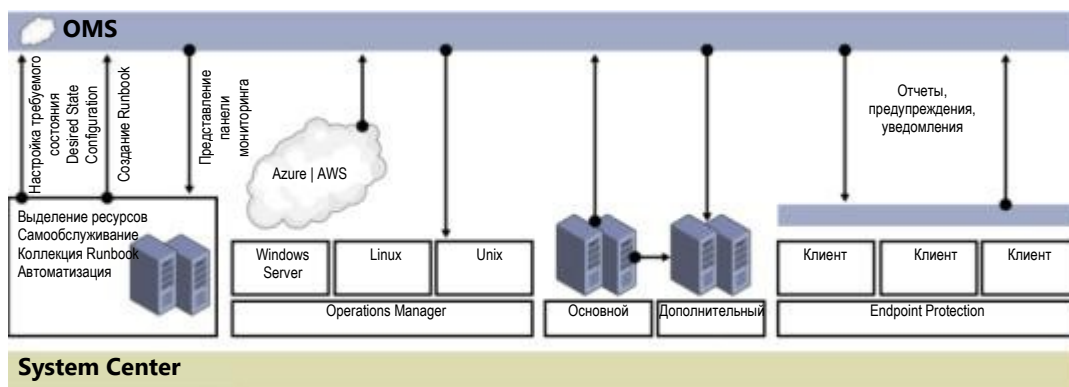 OMS
Настройка требуемого
состояния
Desired State
Configuration
Создание Runbook
Представление
панели
мониторинга
Azure | AWS
Отчеты,
предупреждения,
уведомления
Выделение ресурсов
Самообслуживание
Коллекция Runbook
Автоматизация
Windows
Server
Linux
Unix
Operations Manager
Основной
Дополнительный
Клиент
Клиент
Клиент
Endpoint Protection
System Center